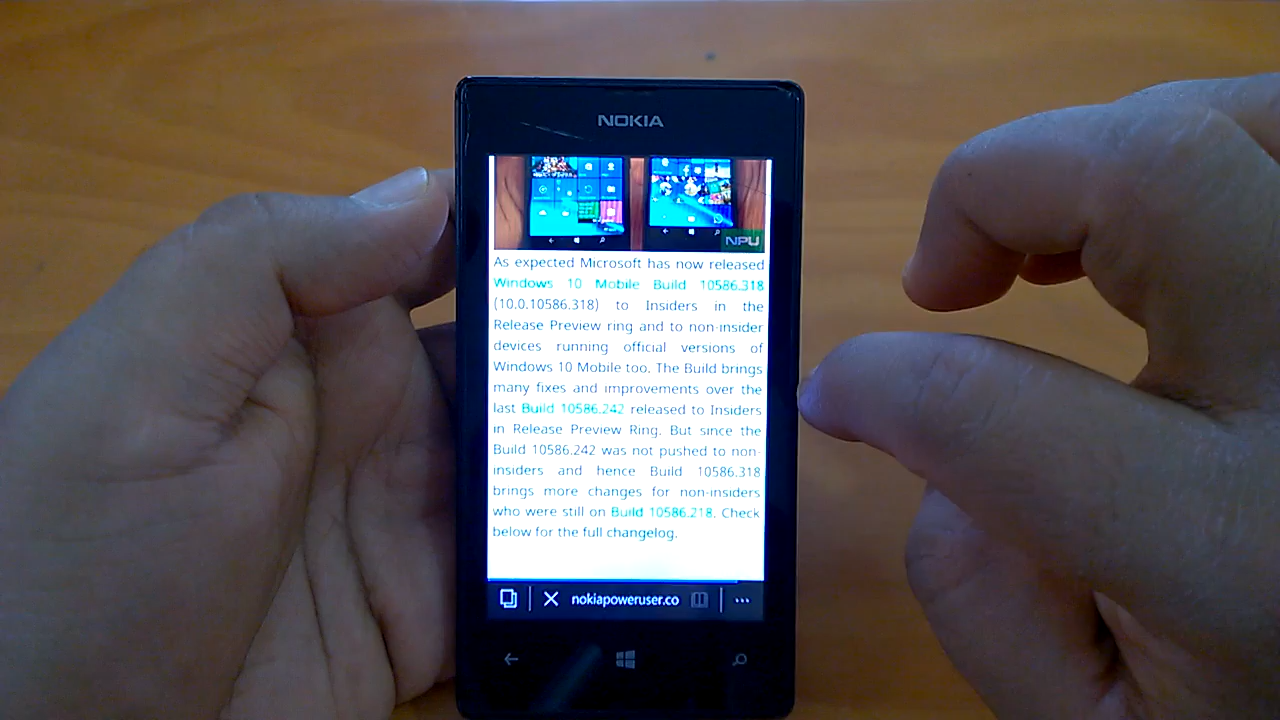 NOKIA
NPU
As expected Microsoft has now released
Windows 10 Mobile Build 10586.318
(10.0.10586.318) to Insiders in the
Release Preview ring and to non-insider
devices running official versions of
Windows 10 Mobile too. The Build brings
many fixes and improvements over the
last Build 10586.242 released to Insiders
in Release Preview Ring. But since the
Build 10586.242 was not pushed to non-
insiders and hence Build 10586.318
brings more changes for non-insiders
who were still on Build 10586.218. Check
below for the full changelog.
nokiapoweruser.co